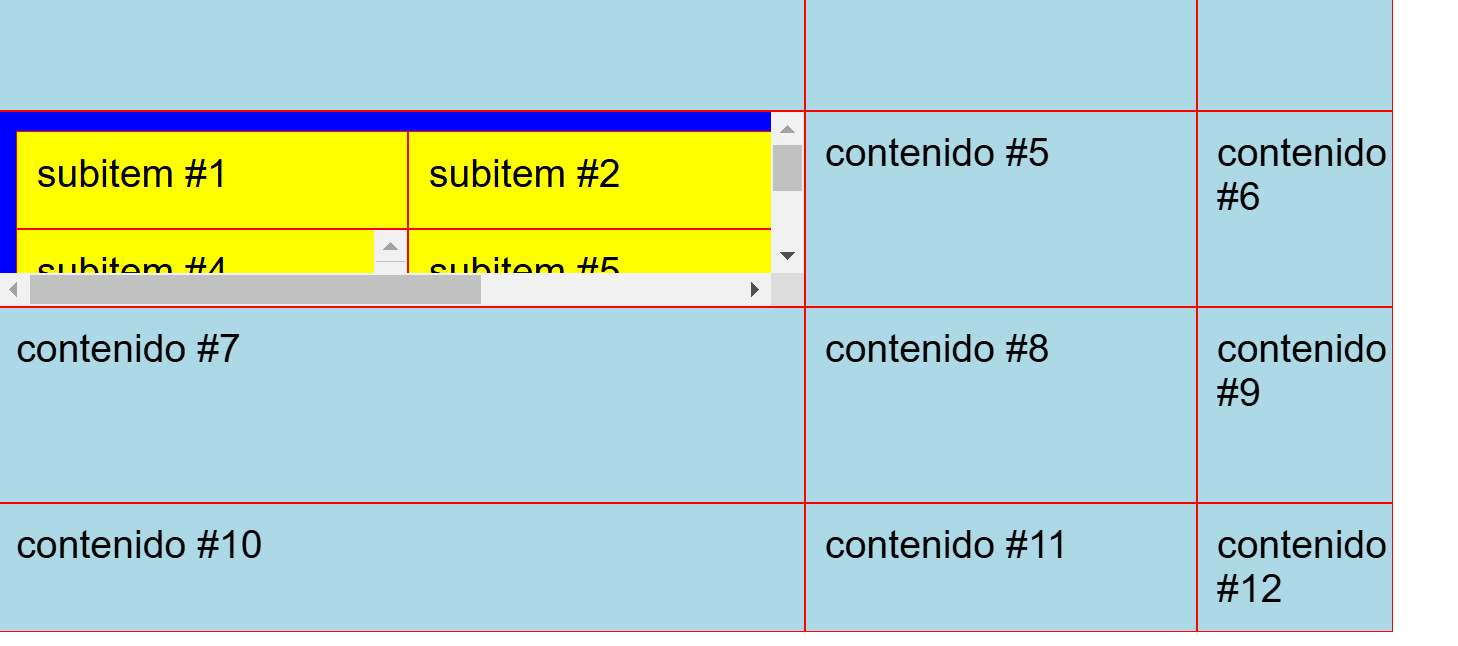 subitem #1
subitem #2
subitem #4
subitem #5
contenido #5
contenido
#6
contenido #7
contenido #8
contenido
#9
contenido #10
contenido #11
contenido
#12